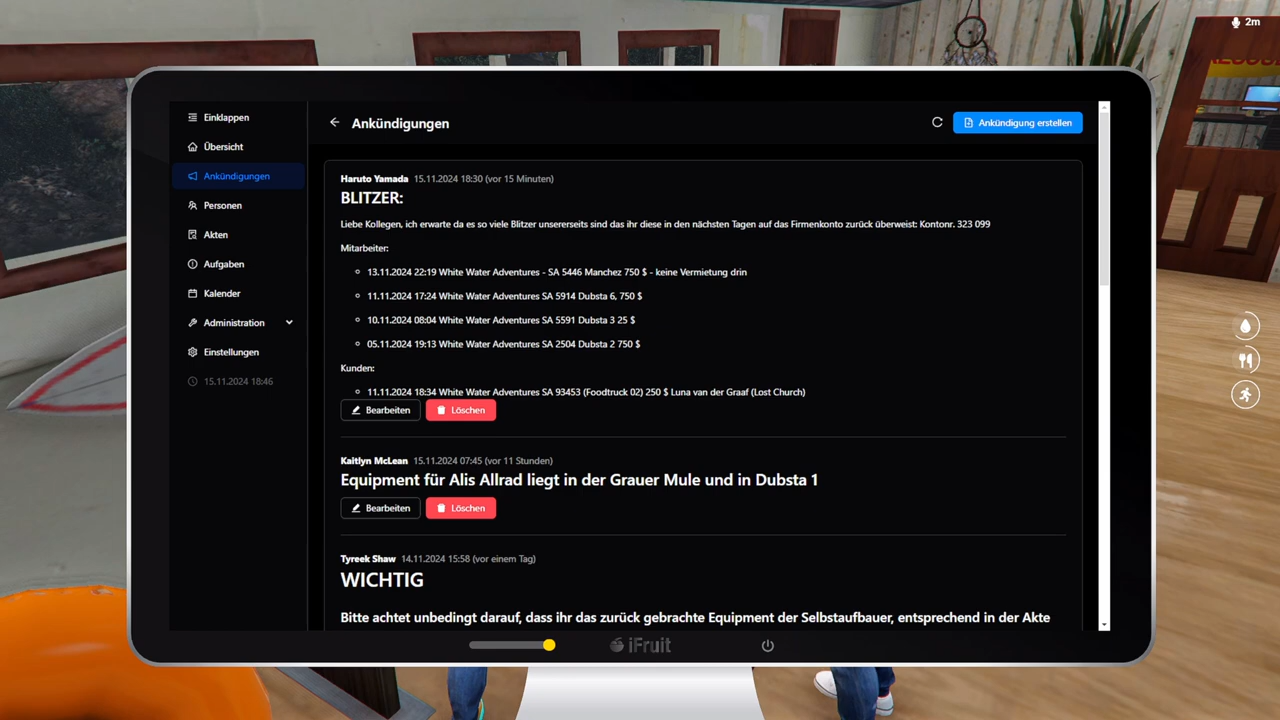 2m
Einklappen
Übersicht
Ankündigungen
Personen
Akten
Aufgaben
Kalender
Administration
Einstellungen
15.11.2024 18:46
Ankündigungen
Ankündigung erstellen
Haruto Yamada 15.11.2024 18:30 (vor 15 Minuten)
BLITZER:
Liebe Kollegen, ich erwarte da es so viele Blitzer unsererseits sind das ihr diese in den nächsten Tagen auf das Firmenkonto zurück überweist: Kontonr. 323 099
Mitarbeiter:
13.11.2024 22:19 White Water Adventures - SA 5446 Manchez 750 $ - keine Vermietung drin
11.11.2024 17:24 White Water Adventures SA 5914 Dubsta 6, 750 $
10.11.2024 08:04 White Water Adventures SA 5591 Dubsta 3 25 $
05.11.2024 19:13 White Water Adventures SA 2504 Dubsta 2 750 $
Kunden:
11.11.2024 18:34 White Water Adventures SA 93453 (Foodtruck 02) 250 $ Luna van der Graaf (Lost Church)
Bearbeiten Löschen
Kaitlyn McLean 15.11.2024 07:45 (vor 11 Stunden)
Equipment für Alis Allrad liegt in der Grauer Mule und in Dubsta 1
Bearbeiten Löschen
Tyreek Shaw 14.11.2024 15:58 (vor einem Tag)
WICHTIG
Bitte achtet unbedingt darauf, dass ihr das zurück gebrachte Equipment der Selbstaufbauer, entsprechend in der Akte
iFruit